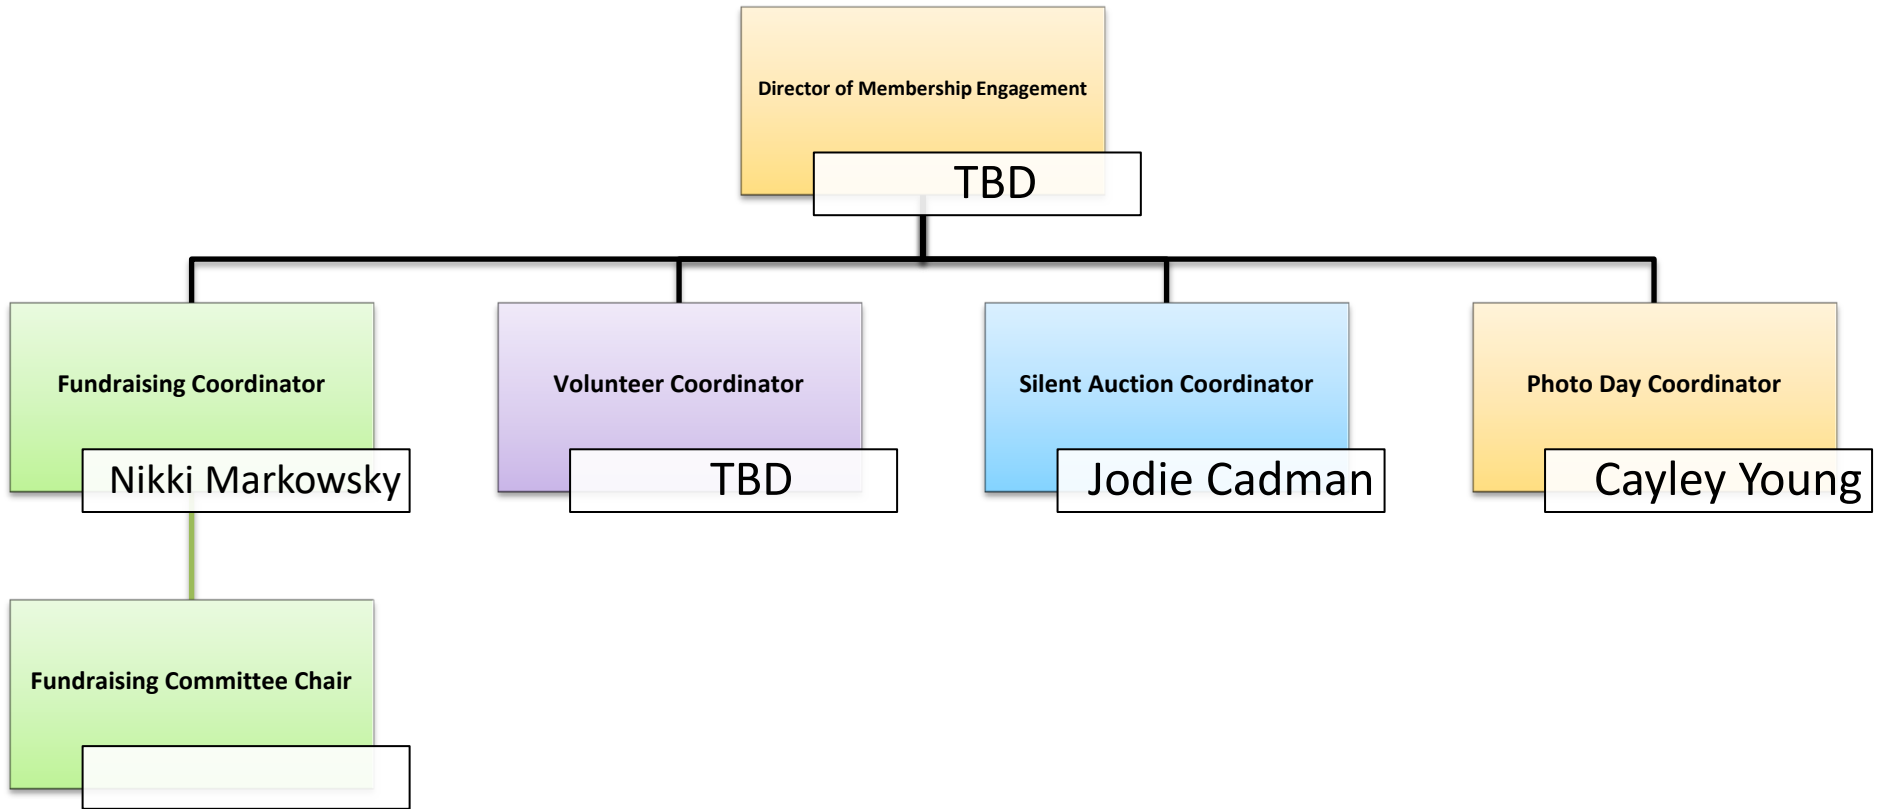 Director of Membership Engagement
TBD
Fundraising Coordinator
Nikki Markowsky
Volunteer Coordinator
TBD
Silent Auction Coordinator
Jodie Cadman
Photo Day Coordinator
Cayley Young
Fundraising Committee Chair